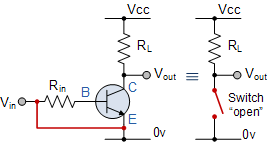 Vcc
Vcc
RL
RL
C
Vout
≡
Vout
Rin
B
Vin
E
Switch
"open"
0v
0v